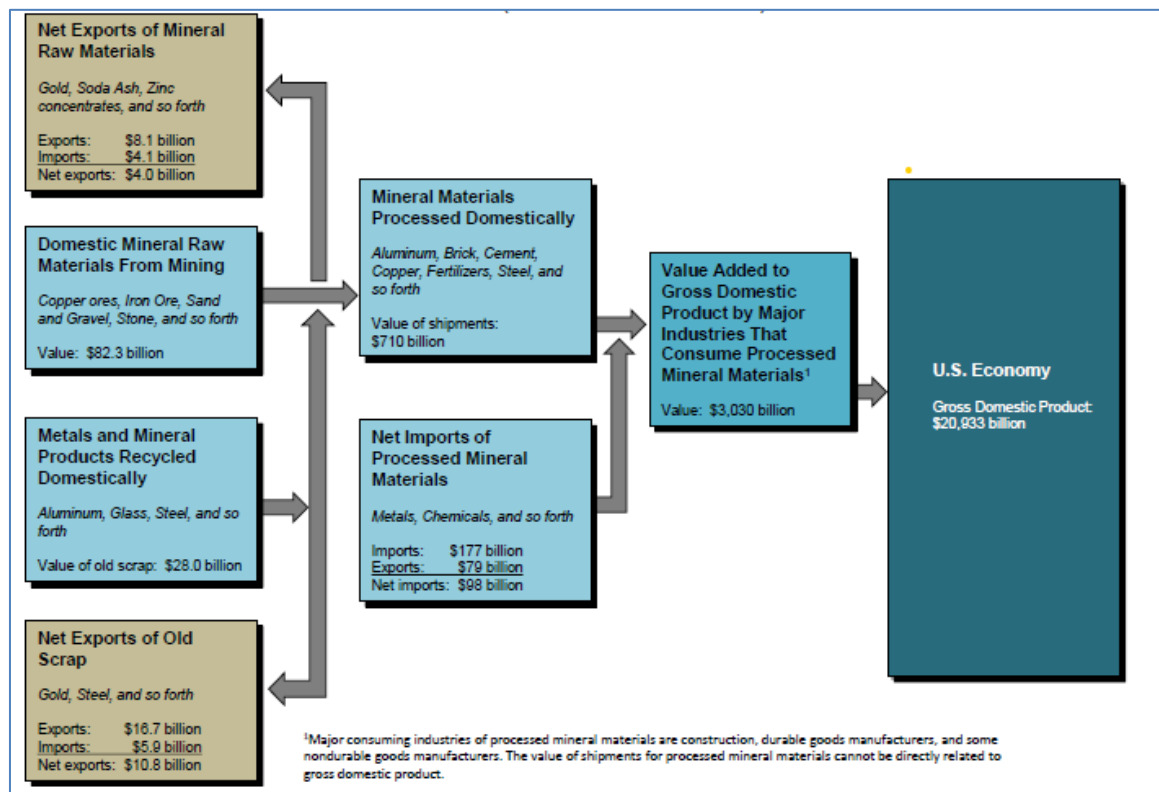 Net Exports of Mineral
Raw Materials
Gold, Soda Ash, Zinc
concentrates, and so forth
Exports: $8.1 billion
Imports: $4.1 billion
Net exports: $4.0 billion
Domestic Mineral Raw
Materials From Mining
Copper ores, Iron Ore, Sand
and Gravel, Stone, and so forth
Value: $82.3 billion
Metals and Mineral
Products Recycled
Domestically
Aluminum, Glass, Steel, and so
forth
Value of old scrap: $28.0 billion
Net Exports of Old
Scrap
Gold, Steel, and so forth
Exports: $16.7 billion
Imports: $5.9 billion
Net exports: $10.8 billion
Mineral Materials
Processed Domestically
Aluminum, Brick, Cement,
Copper, Fertilizers, Steel, and
so forth
Value of shipments:
$710 billion
Net Imports of
Processed Mineral
Materials
Metals, Chemicals, and so forth
Imports: $177 billion
Exports: $79 billion
Net imports: $98 billion
Value Added to
Gross Domestic
Product by Major
Industries That
Consume Processed
Mineral Materials¹
Value: $3,030 billion
U.S. Economy
Gross Domestic Product:
$20,933 billion
¹Major consuming industries of processed mineral materials are construction, durable goods manufacturers, and some
nondurable goods manufacturers. The value of shipments for processed mineral materials cannot be directly related to
gross domestic product.